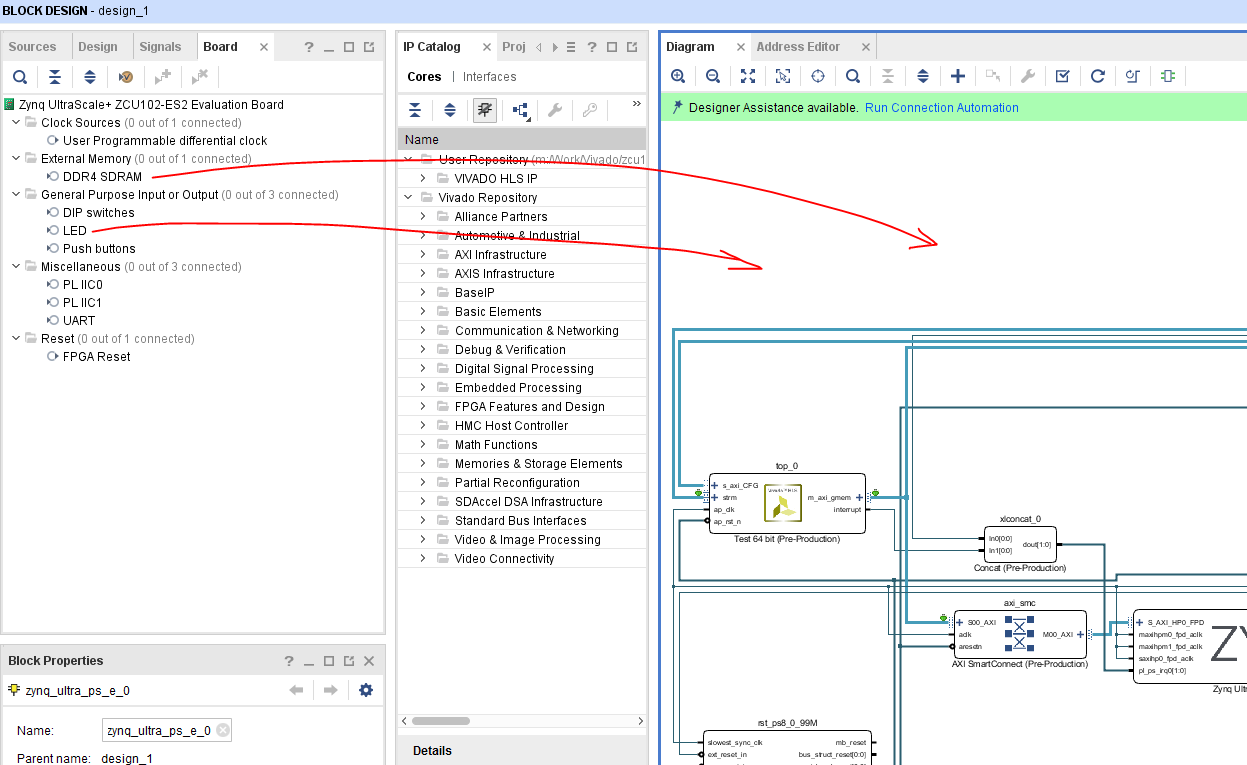 BLOCK DESIGN - design_1
Sources Design Signals Board
Zynq UltraScale+ ZCU102-ES2 Evaluation Board
Clock Sources (0 out of 1 connected)
User Programmable differential clock
External Memory (0 out of 1 connected)
DDR4 SDRAM
General Purpose Input or Output (0 out of 3 connected)
DIP switches
LED
Push buttons
Miscellaneous (0 out of 3 connected)
PL IIC0
PL IIC1
UART
Reset (0 out of 1 connected)
FPGA Reset
Block Properties
zynq_ultra_ps_e_0
Name: zynq_ultra_ps_e_0
Parent name: design_1
IP Catalog Proj
Cores | Interfaces
Name
User Repository (m:/Work/Vivado/zcu1
VIVADO HLS IP
Vivado Repository
Alliance Partners
Automotive & Industrial
AXI Infrastructure
AXIS Infrastructure
BaseIP
Basic Elements
Communication & Networking
Debug & Verification
Digital Signal Processing
Embedded Processing
FPGA Features and Design
HMC Host Controller
Math Functions
Memories & Storage Elements
Partial Reconfiguration
SDAccel DSA Infrastructure
Standard Bus Interfaces
Video & Image Processing
Video Connectivity
Details
Diagram Address Editor
Designer Assistance available. Run Connection Automation
top_0
s_axi_CFG
strm
ap_clk
ap_rst_n
VIVADO HLS
m_axi_gmem
interrupt
Test 64 bit (Pre-Production)
xlconcat_0
In0[0:0]
In1[0:0]
dout[1:0]
Concat (Pre-Production)
axi_smc
S00_AXI
aclk
aresetn
M00_AXI
AXI SmartConnect (Pre-Production)
S_AXI_HP0_FPD
maxihpm0_fpd_aclk
maxihpm1_fpd_aclk
saxihp0_fpd_aclk
pl_ps_irq0[1:0]
ZY
Zynq Ultr
rst_ps8_0_99M
slowest_sync_clk
ext_reset_in
mb_reset
bus_struct_reset[0:0]